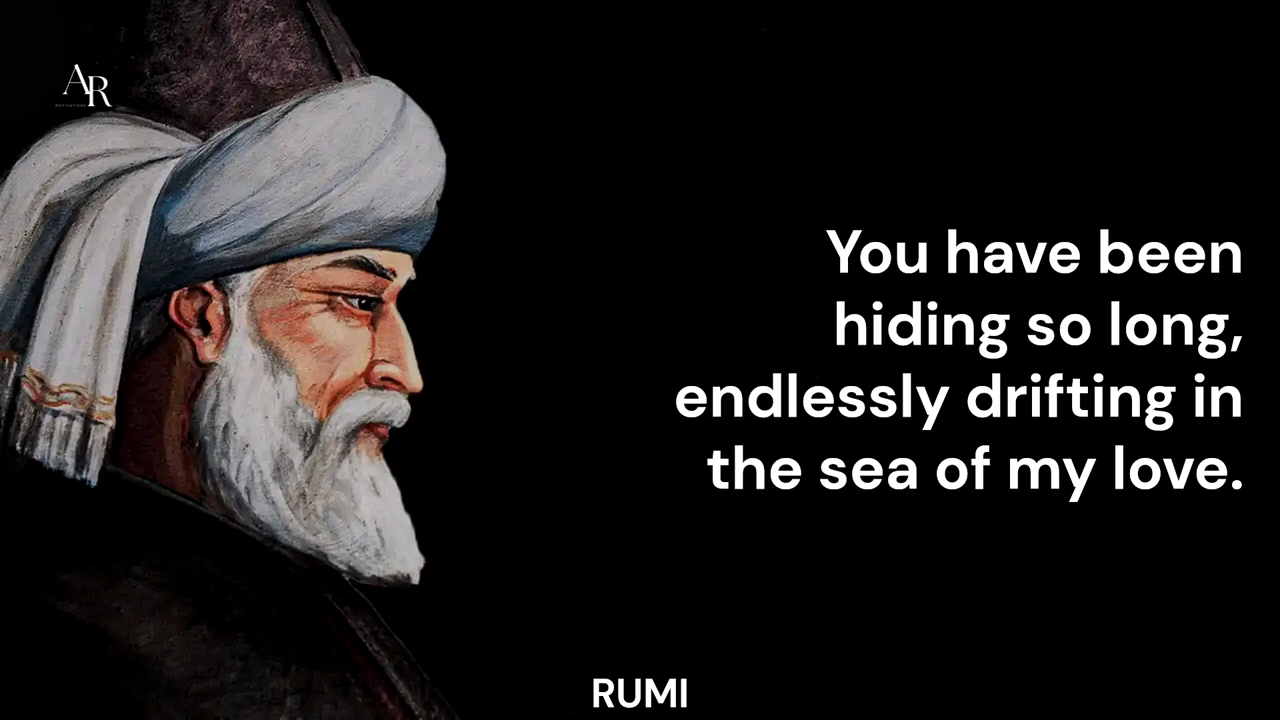 AR
You have been
hiding so long,
endlessly drifting in
the sea of my love.
RUMI